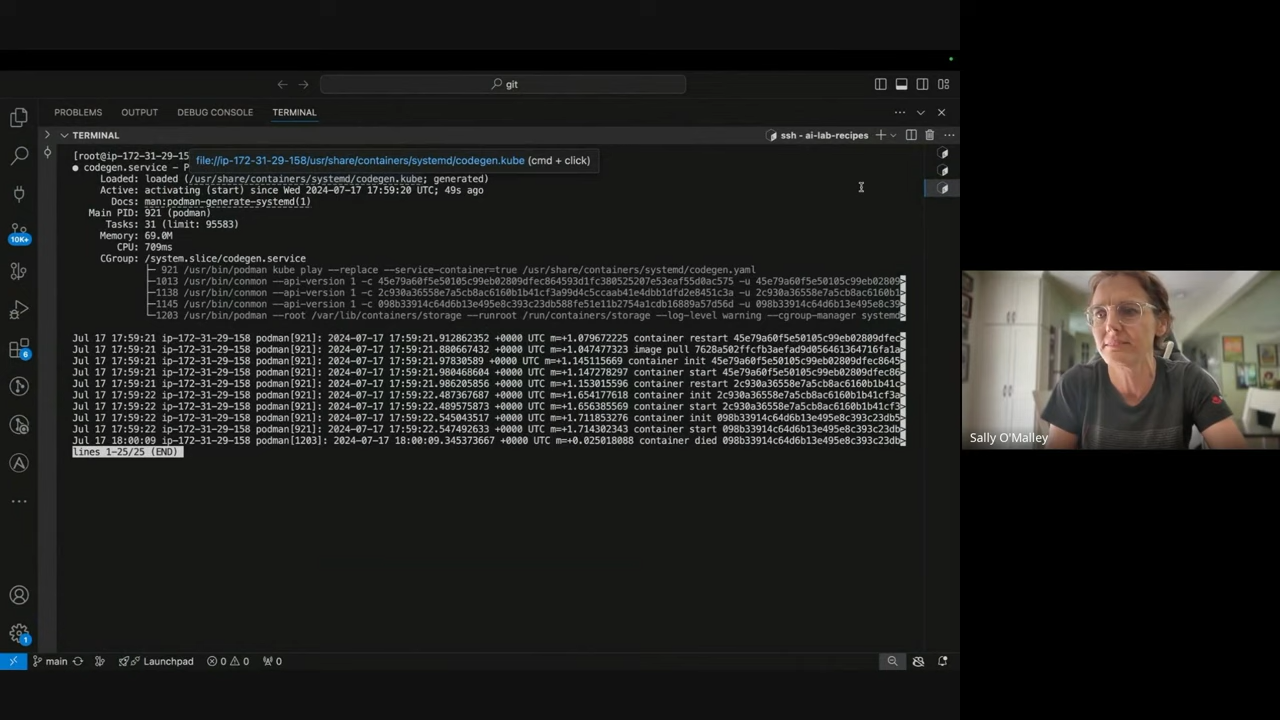 git
PROBLEMS OUTPUT DEBUG CONSOLE TERMINAL
TERMINAL ssh - ai-lab-recipes
[root@ip-172-31-29-15
file://ip-172-31-29-158/usr/share/containers/systemd/codegen.kube (cmd + click)
● codegen.service - P
Loaded: loaded (/usr/share/containers/systemd/codegen.kube; generated)
Active: activating (start) since Wed 2024-07-17 17:59:20 UTC; 49s ago
Docs: man:podman-generate-systemd(1)
Main PID: 921 (podman)
Tasks: 31 (limit: 95583)
Memory: 69.0M
CPU: 709ms
CGroup: /system.slice/codegen.service
├─ 921 /usr/bin/podman kube play --replace --service-container=true /usr/share/containers/systemd/codegen.yaml
├─1013 /usr/bin/conmon --api-version 1 -c
├─1138 /usr/bin/conmon --api-version 1 -c
├─1145 /usr/bin/conmon --api-version 1 -c
└─1203 /usr/bin/podman --root /var/lib/containers/storage --runroot /run/containers/storage --log-level warning --cgroup-manager systemd>
Jul 17 17:59:21 ip-172-31-29-158 podman[921]: 2024-07-17 17:59:21.912862352 +0000 UTC m=+1.079672225 container restart 45e79a60f5e50105c99eb02809dfec>
Jul 17 17:59:21 ip-172-31-29-158 podman[921]: 2024-07-17 17:59:21.880667432 +0000 UTC m=+1.047477323 image pull
Jul 17 17:59:21 ip-172-31-29-158 podman[921]: 2024-07-17 17:59:21.97830589 +0000 UTC m=+1.145115669 container init 45e79a60f5e50105c99eb02809dfec86>
Jul 17 17:59:21 ip-172-31-29-158 podman[921]: 2024-07-17 17:59:21.980468604 +0000 UTC m=+1.147278297 container start 45e79a60f5e50105c99eb02809dfec8>
Jul 17 17:59:21 ip-172-31-29-158 podman[921]: 2024-07-17 17:59:21.986205856 +0000 UTC m=+1.153015596 container restart 2c930a36558e7a5cb8ac6160b1b41c>
Jul 17 17:59:22 ip-172-31-29-158 podman[921]: 2024-07-17 17:59:22.487367687 +0000 UTC m=+1.654177618 container init 2c930a36558e7a5cb8ac6160b1b41cf3a>
Jul 17 17:59:22 ip-172-31-29-158 podman[921]: 2024-07-17 17:59:22.489575873 +0000 UTC m=+1.656385569 container start 2c930a36558e7a5cb8ac6160b1b41cf3>
Jul 17 17:59:22 ip-172-31-29-158 podman[921]: 2024-07-17 17:59:22.545043517 +0000 UTC m=+1.711853276 container init 098b33914c64d6b13e495e8c393c23db5>
Jul 17 17:59:22 ip-172-31-29-158 podman[921]: 2024-07-17 17:59:22.547492633 +0000 UTC m=+1.714302343 container start 098b33914c64d6b13e495e8c393c23db>
Jul 17 18:00:09 ip-172-31-29-158 podman[1203]: 2024-07-17 18:00:09.345373667 +0000 UTC m=+0.025018088 container died 098b33914c64d6b13e495e8c393c23db>
lines 1-25/25 (END)
10K+
6
1
Sally O'Malley
main Launchpad 0 0 0